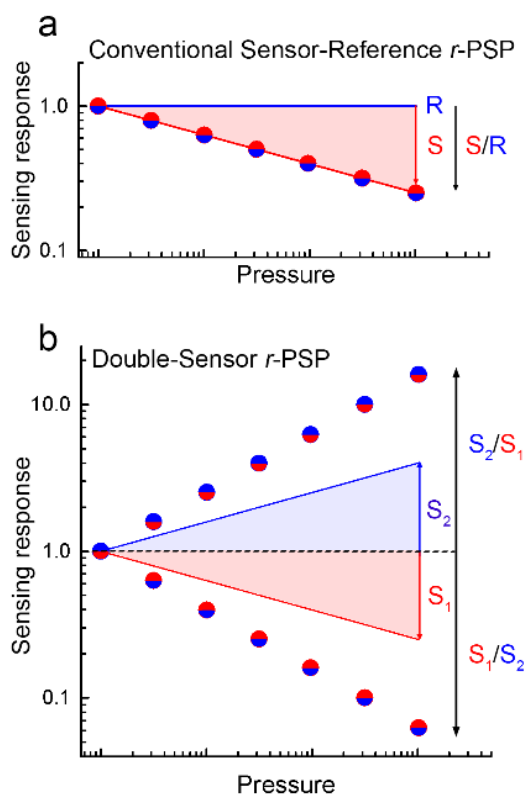 a
Conventional Sensor-Reference r-PSP
Sensing response
1.0
0.1
R
S
S/R
Pressure
b
Double-Sensor r-PSP
Sensing response
10.0
1.0
0.1
S₂/S₁
S₂
S₁
S₁/S₂
Pressure